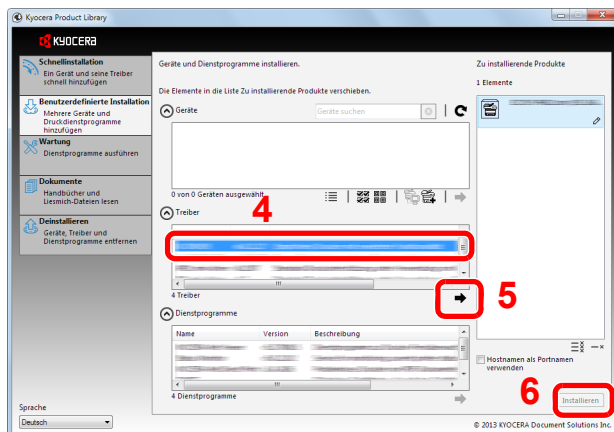 Kyocera Product Library
KYOCERA
Schnellinstallation
Ein Gerät und seine Treiber
schnell hinzufügen
Benutzerdefinierte Installation
Mehrere Geräte und
Druckdienstprogramme
hinzufügen
Wartung
Dienstprogramme ausführen
Dokumente
Handbücher und
Liesmich-Dateien lesen
Deinstallieren
Geräte, Treiber und
Dienstprogramme entfernen
Sprache
Deutsch
Geräte und Dienstprogramme installieren.
Die Elemente in die Liste Zu installierende Produkte verschieben.
Geräte
Geräte suchen
0 von 0 Geräten ausgewählt
4
Treiber
4 Treiber
5
Dienstprogramme
Name Version Beschreibung
4 Dienstprogramme
Zu installierende Produkte
1 Elemente
Hostnamen als Portnamen
verwenden
6
Installieren
© 2013 KYOCERA Document Solutions Inc.